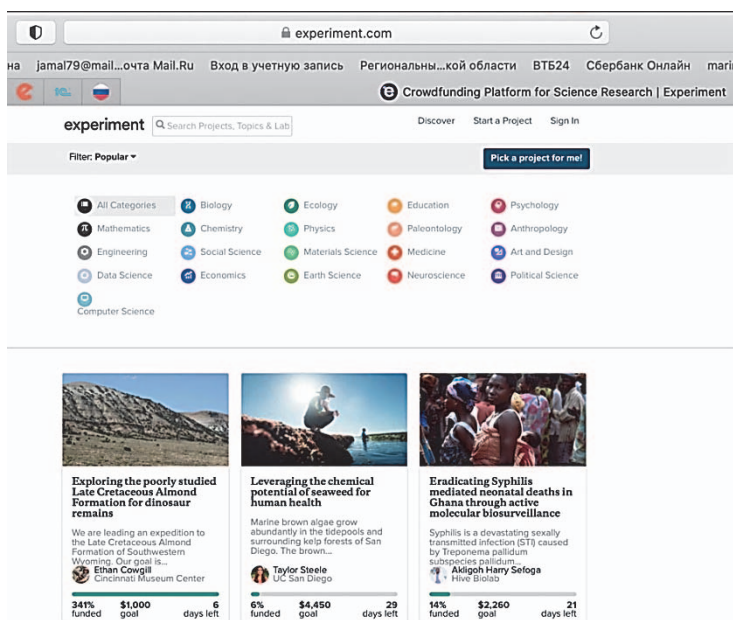 experiment.com
на jamal79@mail...очта Mail.Ru Вход в учетную запись Региональны...кой области ВТБ24 Сбербанк Онлайн mari
Crowdfunding Platform for Science Research | Experiment
experiment Search Projects, Topics & Lab Discover Start a Project Sign In
Filter: Popular Pick a project for me!
All Categories Biology Ecology Education Psychology
Mathematics Chemistry Physics Paleontology Anthropology
Engineering Social Science Materials Science Medicine Art and Design
Data Science Economics Earth Science Neuroscience Political Science
Computer Science
Exploring the poorly studied
Late Cretaceous Almond
Formation for dinosaur
remains
We are leading an expedition to
the Late Cretaceous Almond
Formation of Southwestern
Wyoming. Our goal is...
Ethan Cowgill
Cincinnati Museum Center
341% $1,000 6
funded goal days left
Leveraging the chemical
potential of seaweed for
human health
Marine brown algae grow
abundantly in the tidepools and
surrounding kelp forests of San
Diego. The brown...
Taylor Steele
UC San Diego
6% $4,450 29
funded goal days left
Eradicating Syphilis
mediated neonatal deaths in
Ghana through active
molecular biosurveillance
Syphilis is a devastating sexally
transmitted infection (STI) caused
by Treponema pallidum
subspecies pallidum...
Akligoh Harry Sefoga
Hive Biolab
14% $2,260 21
funded goal days left